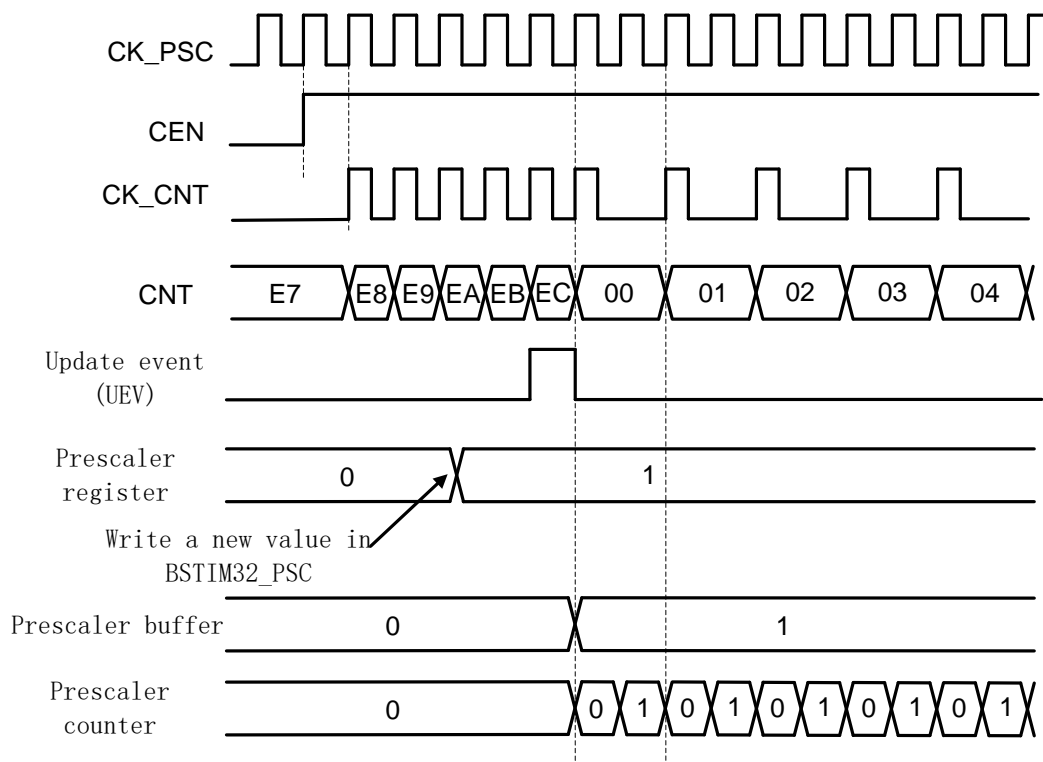 CK_PSC
CEN
CK_CNT
CNT
E7 E8 E9 EA EB EC 00 01 02 03 04
Update event
(UEV)
Prescaler
register
0 1
Write a new value in
BSTIM32_PSC
Prescaler buffer
0 1
Prescaler
counter
0 0 1 0 1 0 1 0 1 0 1